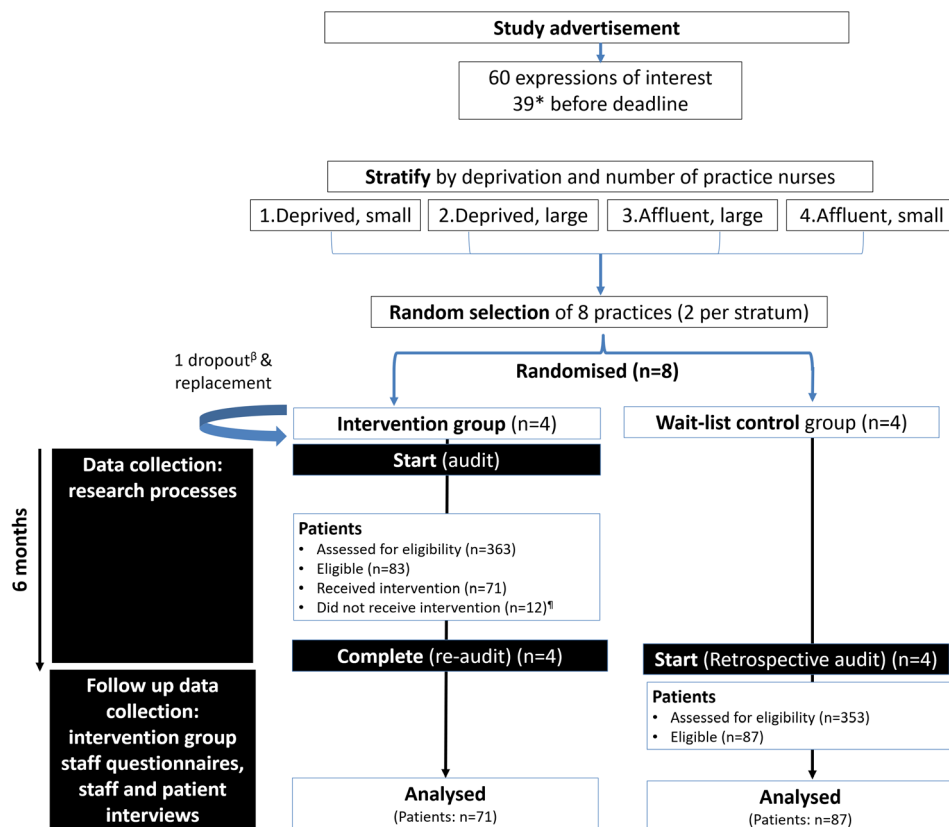 Study advertisement
60 expressions of interest
39* before deadline
Stratify by deprivation and number of practice nurses
1.Deprived, small
2.Deprived, large
3.Affluent, large
4.Affluent, small
Random selection of 8 practices (2 per stratum)
1 dropoutᵝ &
replacement
Randomised (n=8)
Intervention group (n=4)
Wait-list control group (n=4)
Start (audit)
6 months
Data collection:
research processes
Patients
• Assessed for eligibility (n=363)
• Eligible (n=83)
• Received intervention (n=71)
• Did not receive intervention (n=12)¶
Complete (re-audit) (n=4)
Start (Retrospective audit) (n=4)
Patients
• Assessed for eligibility (n=353)
• Eligible (n=87)
Follow up data
collection:
intervention group
staff questionnaires,
staff and patient
interviews
Analysed
(Patients: n=71)
Analysed
(Patients: n=87)